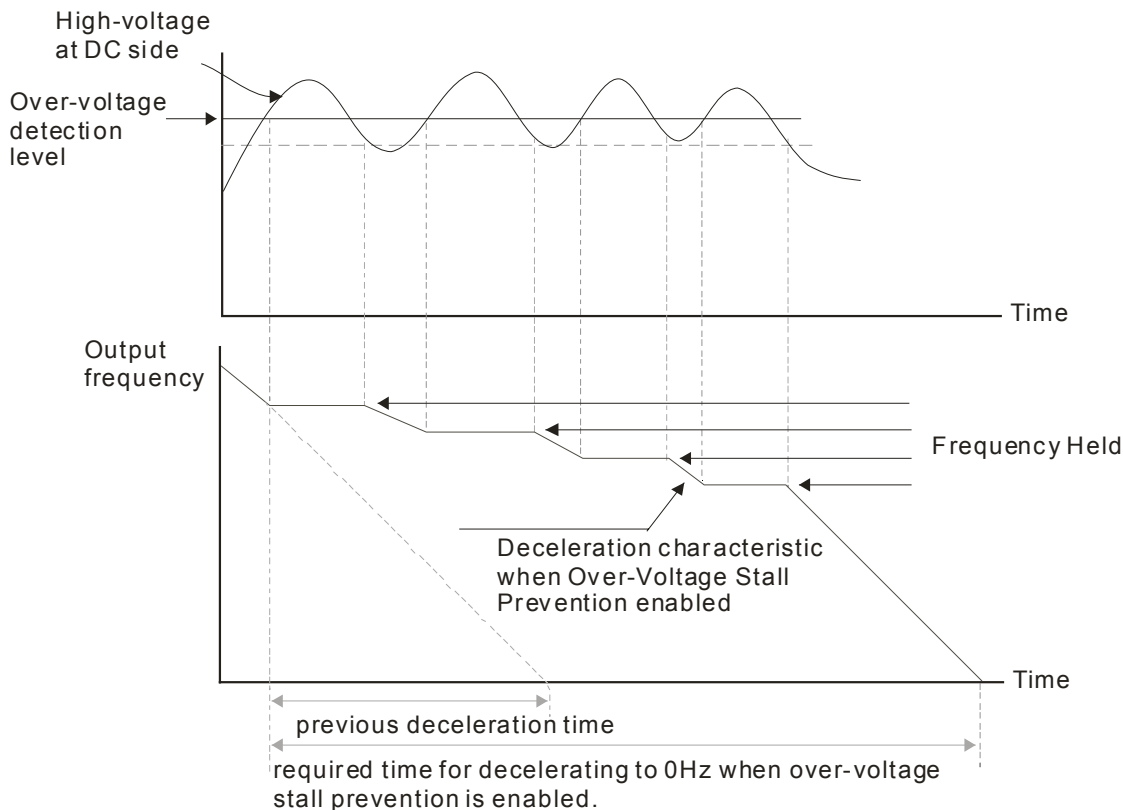 High-voltage
at DC side
Over-voltage
detection
level
Time
Output
frequency
Frequency Held
Deceleration characteristic
when Over-Voltage Stall
Prevention enabled
Time
previous deceleration time
required time for decelerating to 0Hz when over-voltage
stall prevention is enabled.